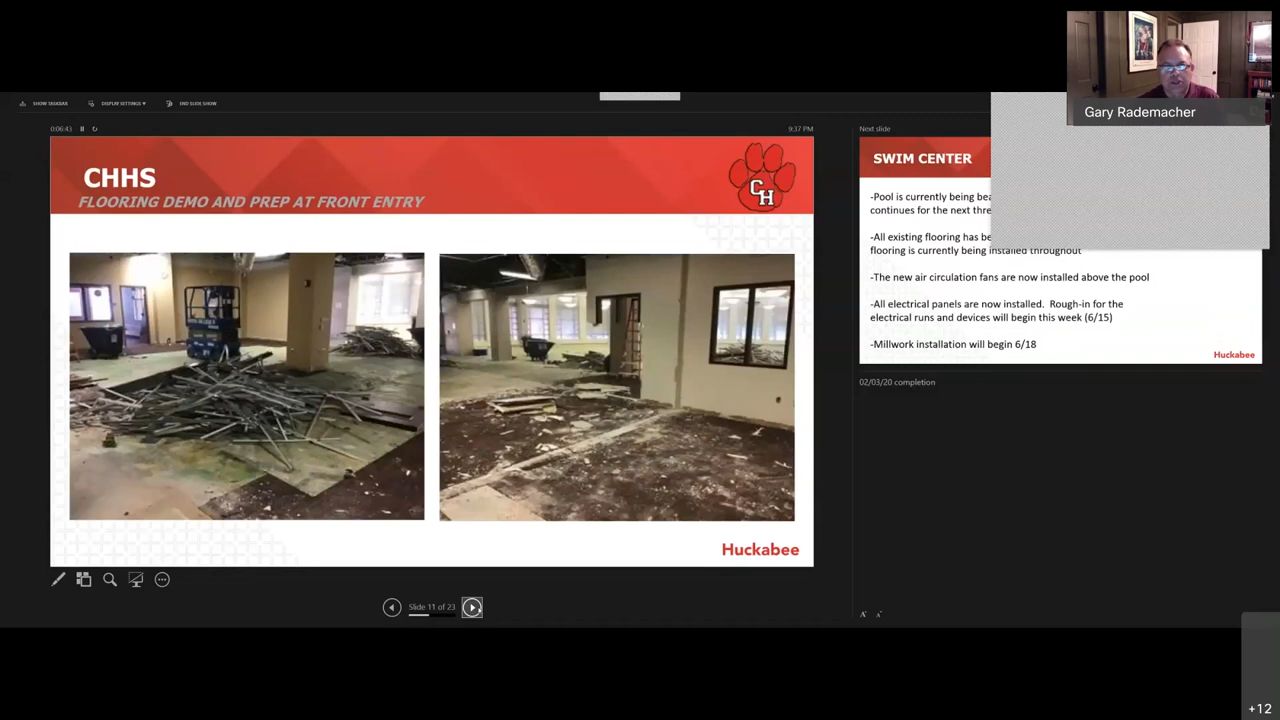 Gary Rademacher
SHOW TASKBAR
DISPLAY SETTINGS ▾
END SLIDE SHOW
0:06:43
9:37 PM
CHHS
FLOORING DEMO AND PREP AT FRONT ENTRY
CH
Huckabee
Slide 11 of 23
Next slide
SWIM CENTER
-Pool is currently being
continues for the next
-All existing flooring has
flooring is currently being installed throughout
-The new air circulation fans are now installed above the pool
-All electrical panels are now installed. Rough-in for the
electrical runs and devices will begin this week (6/15)
-Millwork installation will begin 6/18
Huckabee
02/03/20 completion
A A
+12